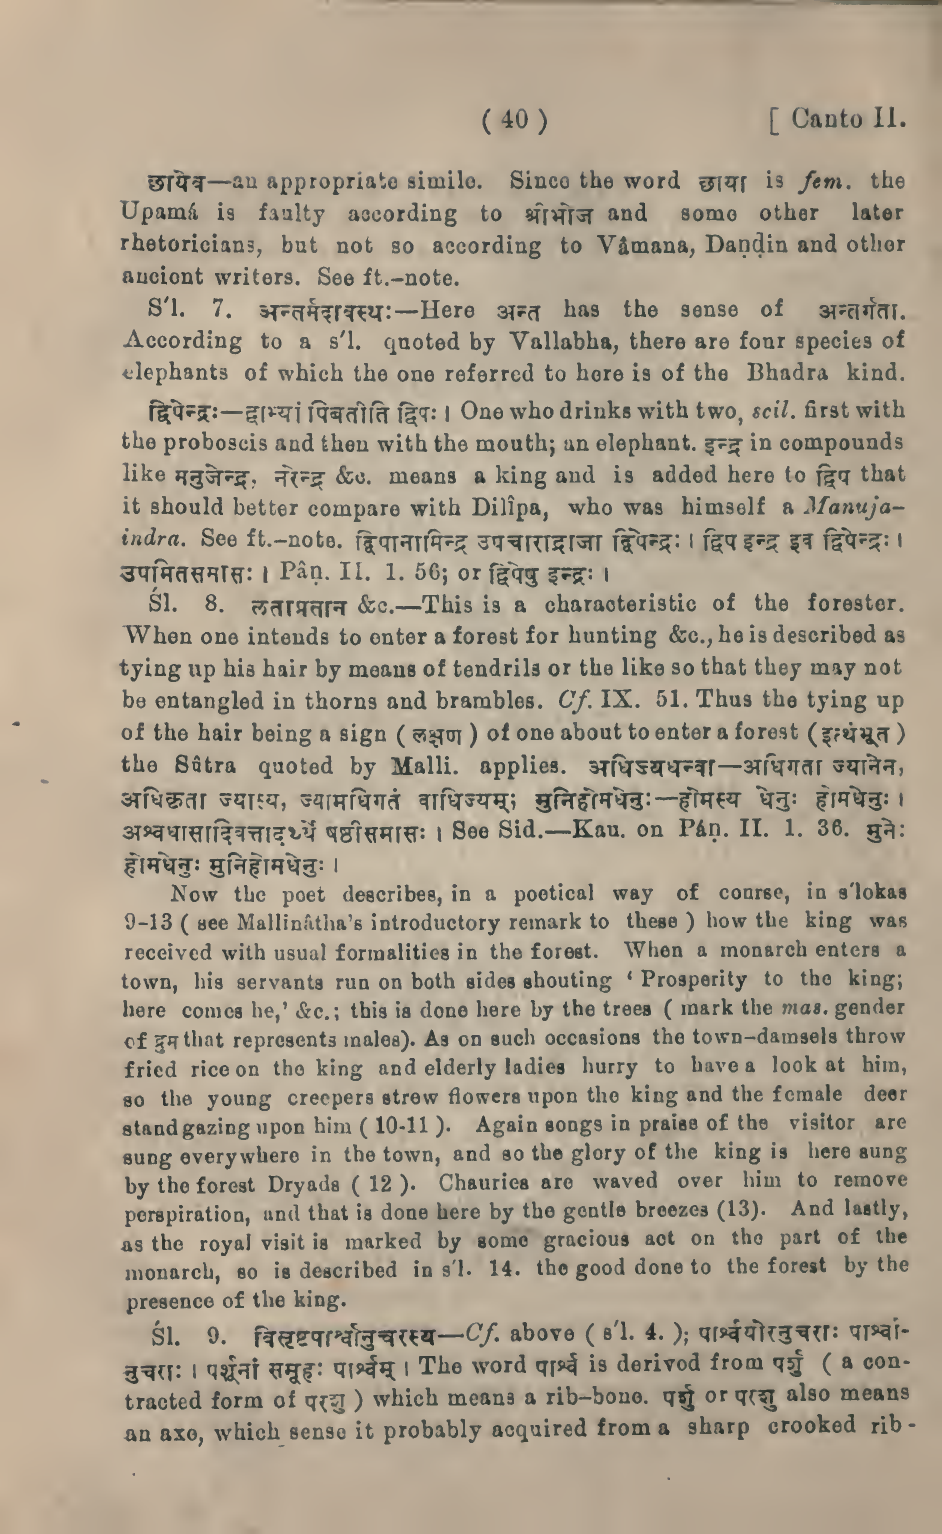 ( 40 ) [ Canto II.
छायेव—an appropriate simile. Since the word छाया is fem. the
Upamá is faulty according to श्रीभोज and some other later
rhetoricians, but not so according to Vâmana, Daṇḍin and other
ancient writers. See ft.-note.
S'l. 7. अन्तर्मदावस्थः—Here अन्त has the sense of अन्तर्गता.
According to a s'l. quoted by Vallabha, there are four species of
elephants of which the one referred to here is of the Bhadra kind.
द्विपेन्द्रः—द्वाभ्यां पिबतीति द्विपः । One who drinks with two, scil. first with
the proboscis and then with the mouth; an elephant. इन्द्र in compounds
like मनुजेन्द्र, नरेन्द्र &c. means a king and is added here to द्विप that
it should better compare with Dilîpa, who was himself a Manuja-
indra. See ft.-note. द्विपानामिन्द्र उपचाराद्राजा द्विपेन्द्रः । द्विप इन्द्र इव द्विपेन्द्रः ।
उपमितसमासः । Pâṇ. II. 1. 56; or द्विपेषु इन्द्रः ।
Śl. 8. लताप्रतान &c.—This is a characteristic of the forester.
When one intends to enter a forest for hunting &c., he is described as
tying up his hair by means of tendrils or the like so that they may not
be entangled in thorns and brambles. Cf. IX. 51. Thus the tying up
of the hair being a sign ( लक्षण ) of one about to enter a forest ( इत्थंभूत )
the Sûtra quoted by Malli. applies. अधिज्यधन्वा—अधिगता ज्यानेन,
अधिकता ज्यास्य, ज्यामधिगतं वाधिज्यम्; मुनिहोमधेनुः—होमस्य धेनुः होमधेनुः ।
अश्वघासादिवत्तादर्थ्ये षष्ठीसमासः । See Sid.—Kau. on Páṇ. II. 1. 36. मुनेः
होमधेनुः मुनिहोमधेनुः ।
Now the poet describes, in a poetical way of course, in s'lokas
9-13 ( see Mallinâtha's introductory remark to these ) how the king was
received with usual formalities in the forest. When a monarch enters a
town, his servants run on both sides shouting ‘ Prosperity to the king;
here comes he,’ &c.; this is done here by the trees ( mark the mas. gender
of द्रुम that represents males). As on such occasions the town-damsels throw
fried rice on the king and elderly ladies hurry to have a look at him,
so the young creepers strew flowers upon the king and the female deer
stand gazing upon him ( 10-11 ). Again songs in praise of the visitor are
sung everywhere in the town, and so the glory of the king is here sung
by the forest Dryads ( 12 ). Chauries are waved over him to remove
perspiration, and that is done here by the gentle breezes (13). And lastly,
as the royal visit is marked by some gracious act on the part of the
monarch, so is described in s'l. 14. the good done to the forest by the
presence of the king.
Śl. 9. विसृष्टपार्श्वानुचरस्य—Cf. above ( s'l. 4. ); पार्श्वयोरनुचराः पार्श्वा-
नुचराः । पर्शूनां समूहः पार्श्वम् । The word पार्श्व is derived from पर्शु ( a con-
tracted form of परशु ) which means a rib-bone. पर्शु or परशु also means
an axe, which sense it probably acquired from a sharp crooked rib-